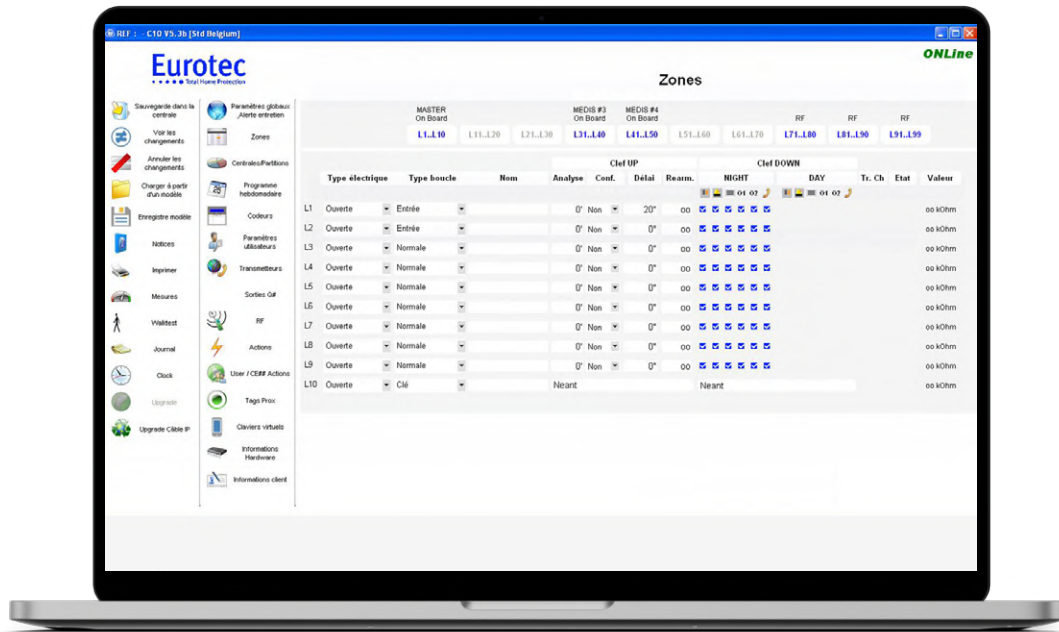 REF : - C10 V5.3b [Std Belgium]
ONLine
Eurotec
Total Home Protection
Zones
Sauvegarde dans la centrale
Voir les changements
Annuler les changements
Charger à partir d'un modèle
Enregistre modèle
Notices
Imprimer
Mesures
Walktest
Journal
Clock
Upgrade
Upgrade Câble IP
Paramètres globaux ,Alerte entretien
Zones
Centrales/Partitions
Programme hebdomadaire
Codeurs
Paramètres utilisateurs
Transmetteurs
Sorties O#
RF
Actions
User / CE## Actions
Tags Prox
Claviers virtuels
Informations Hardware
Informations client
MASTER MEDIS #3 MEDIS #4
On Board On Board On Board RF RF RF
L1..L10 L11..L20 L21..L30 L31..L40 L41..L50 L51..L60 L61..L70 L71..L80 L81..L90 L91..L99
Clef UP Clef DOWN
Type électrique Type boucle Nom Analyse Conf. Délai Rearm. NIGHT DAY Tr. Ch Etat Valeur
01 02 01 02
L1 Ouverte Entrée 0' Non 20" oo oo kOhm
L2 Ouverte Entrée 0' Non 0" oo oo kOhm
L3 Ouverte Normale 0' Non 0" oo oo kOhm
L4 Ouverte Normale 0' Non 0" oo oo kOhm
L5 Ouverte Normale 0' Non 0" oo oo kOhm
L6 Ouverte Normale 0' Non 0" oo oo kOhm
L7 Ouverte Normale 0' Non 0" oo oo kOhm
L8 Ouverte Normale 0' Non 0" oo oo kOhm
L9 Ouverte Normale 0' Non 0" oo oo kOhm
L10 Ouverte Clé Neant Neant oo kOhm